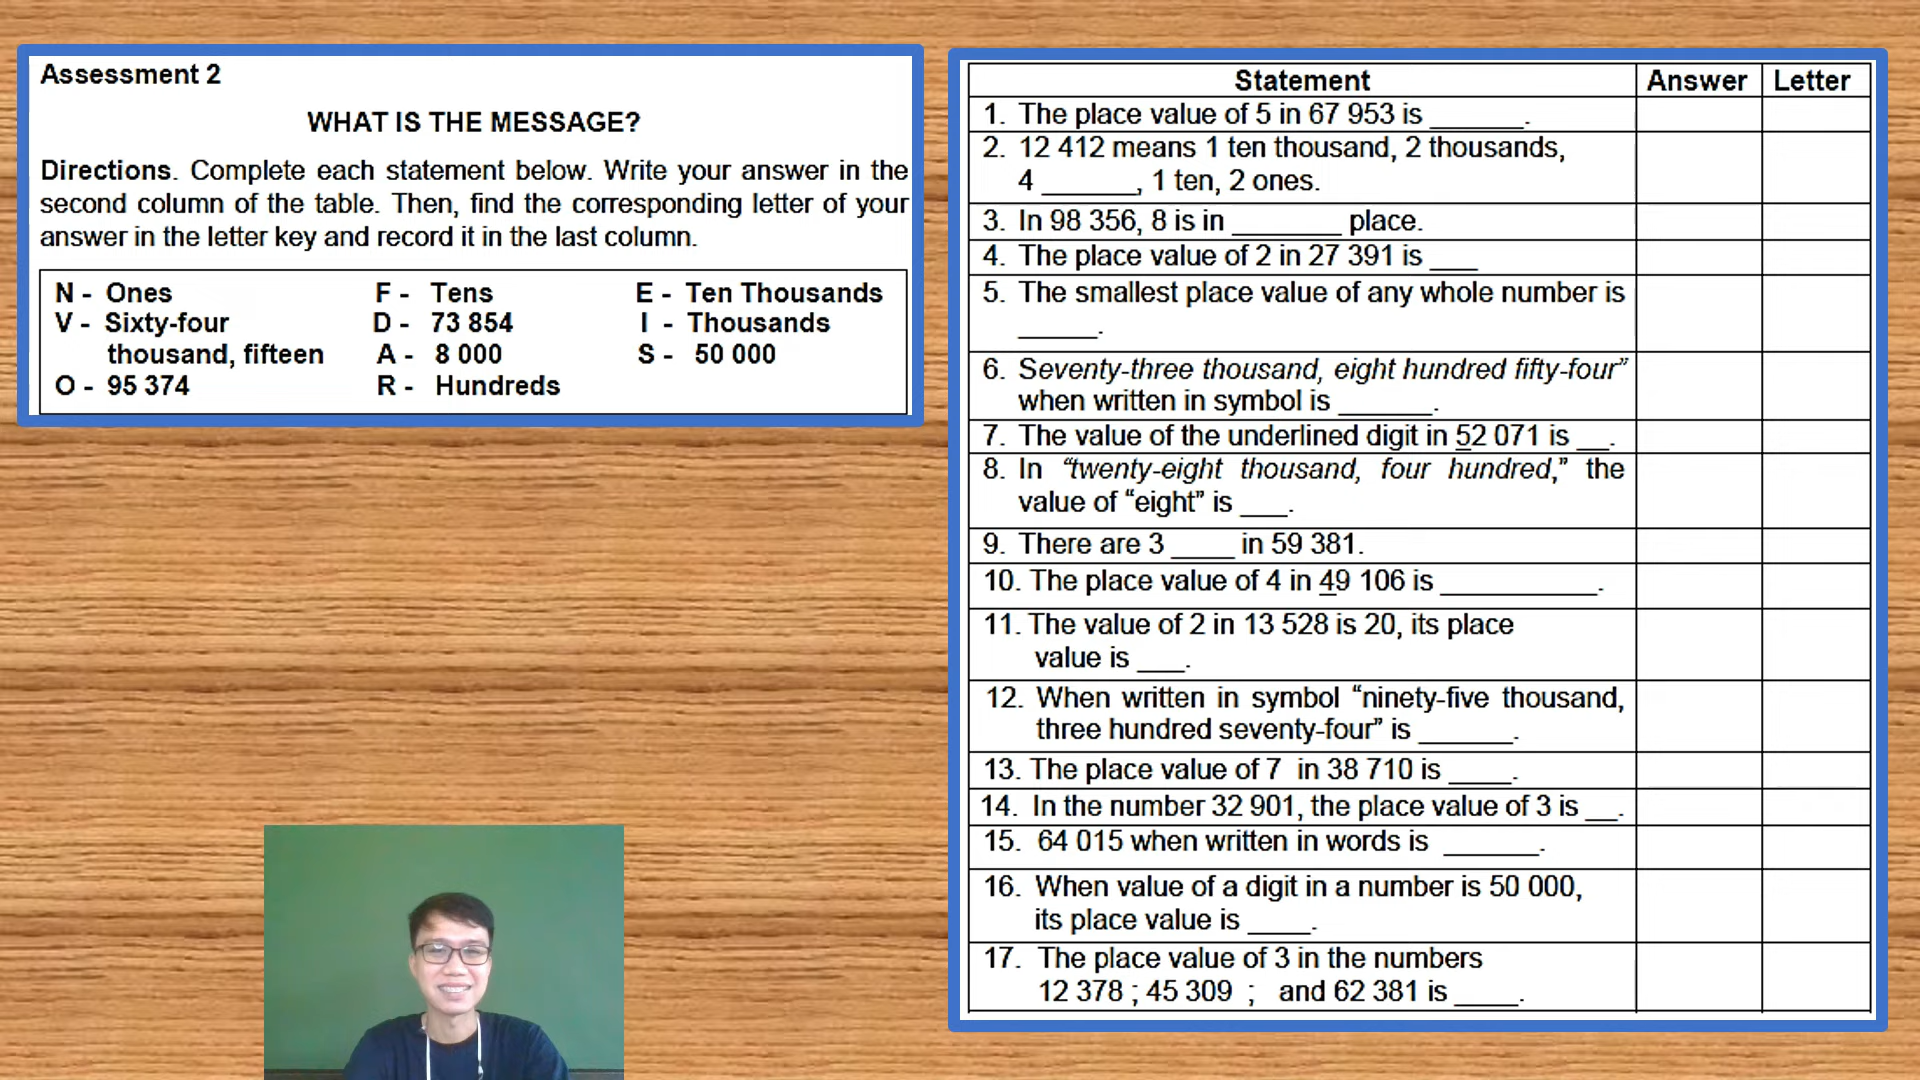 Assessment 2
WHAT IS THE MESSAGE?
Directions. Complete each statement below. Write your answer in the
second column of the table. Then, find the corresponding letter of your
answer in the letter key and record it in the last column.
N - Ones F - Tens E - Ten Thousands
V - Sixty-four D - 73 854 I - Thousands
thousand, fifteen A - 8 000 S - 50 000
O - 95 374 R - Hundreds
Statement Answer Letter
1. The place value of 5 in 67 953 is ______.
2. 12 412 means 1 ten thousand, 2 thousands,
4 ______, 1 ten, 2 ones.
3. In 98 356, 8 is in _______ place.
4. The place value of 2 in 27 391 is ___
5. The smallest place value of any whole number is
_____.
6. Seventy-three thousand, eight hundred fifty-four”
when written in symbol is ______.
7. The value of the underlined digit in 52 071 is __.
8. In “twenty-eight thousand, four hundred,” the
value of “eight” is ___.
9. There are 3 ____ in 59 381.
10. The place value of 4 in 49 106 is __________.
11. The value of 2 in 13 528 is 20, its place
value is ___.
12. When written in symbol “ninety-five thousand,
three hundred seventy-four” is ______.
13. The place value of 7 in 38 710 is ____.
14. In the number 32 901, the place value of 3 is __.
15. 64 015 when written in words is ______.
16. When value of a digit in a number is 50 000,
its place value is ____.
17. The place value of 3 in the numbers
12 378 ; 45 309 ; and 62 381 is ____.